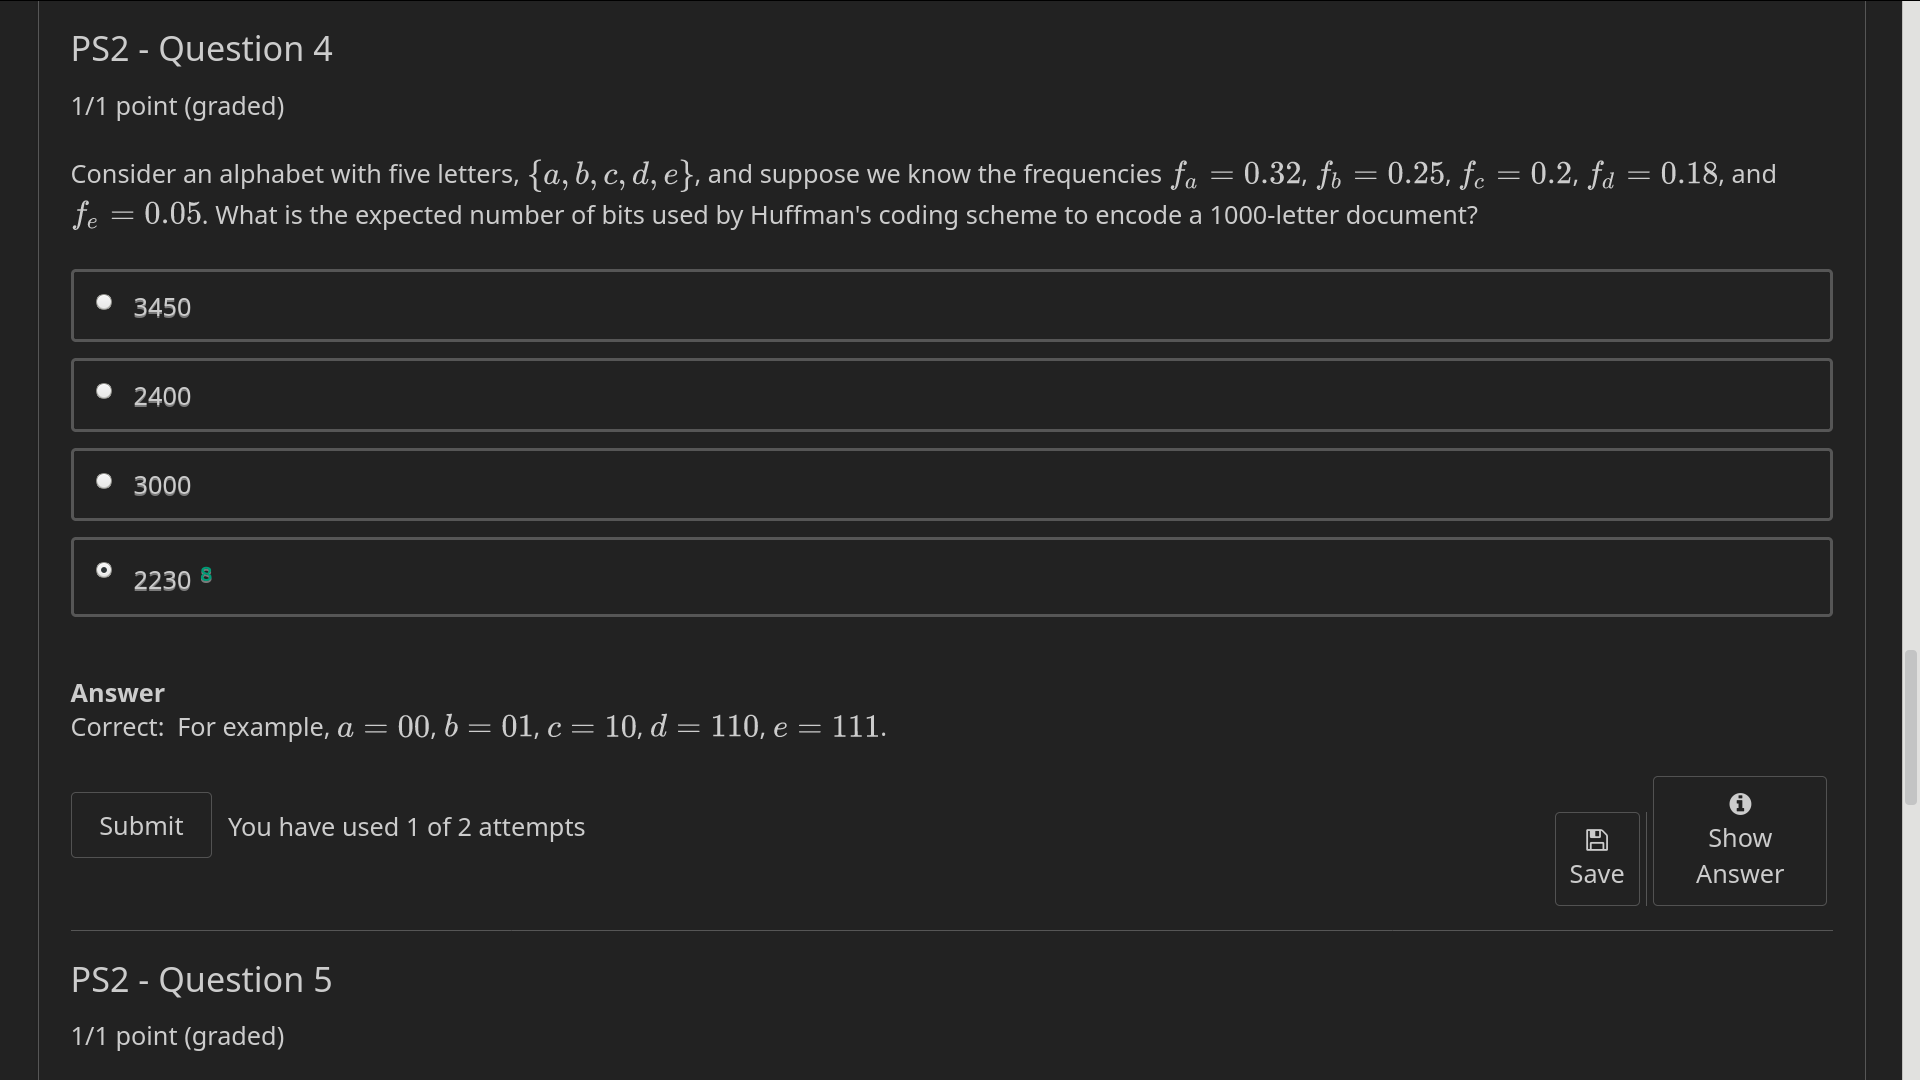 PS2 - Question 4
1/1 point (graded)
Consider an alphabet with five letters, {a, b, c, d, e}, and suppose we know the frequencies f_a = 0.32, f_b = 0.25, f_c = 0.2, f_d = 0.18, and
f_e = 0.05. What is the expected number of bits used by Huffman's coding scheme to encode a 1000-letter document?
3450
2400
3000
2230
Answer
Correct: For example, a = 00, b = 01, c = 10, d = 110, e = 111.
Submit
You have used 1 of 2 attempts
Save
Show
Answer
PS2 - Question 5
1/1 point (graded)